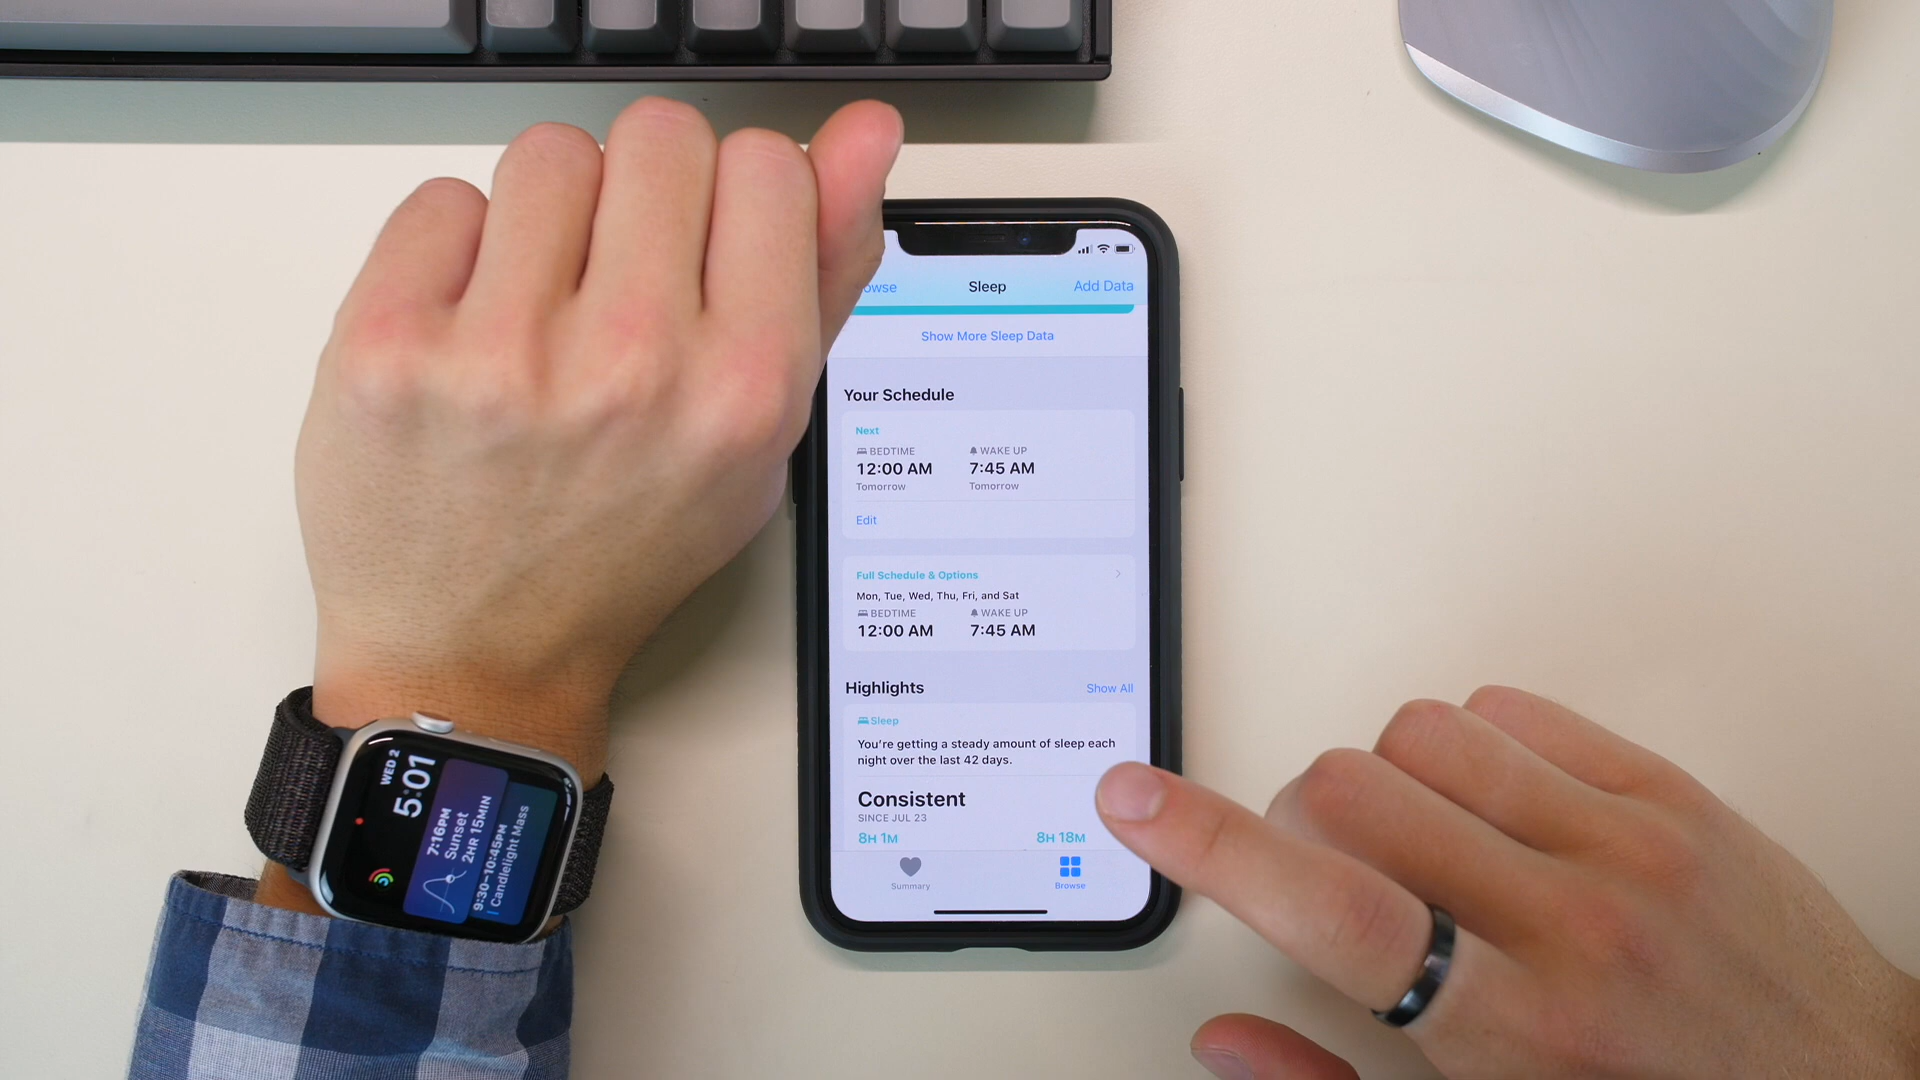 owse
Sleep
Add Data
Show More Sleep Data
Your Schedule
Next
BEDTIME
WAKE UP
12:00 AM
7:45 AM
Tomorrow
Tomorrow
Edit
Full Schedule & Options
Mon, Tue, Wed, Thu, Fri, and Sat
BEDTIME
WAKE UP
12:00 AM
7:45 AM
Highlights
Show All
Sleep
You're getting a steady amount of sleep each
night over the last 42 days.
Consistent
SINCE JUL 23
8H 1M
8H 18M
Summary
Browse
WED 2
5:01
7:16PM
Sunset
2HR 15MIN
9:30–10:45PM
Candlelight Mass